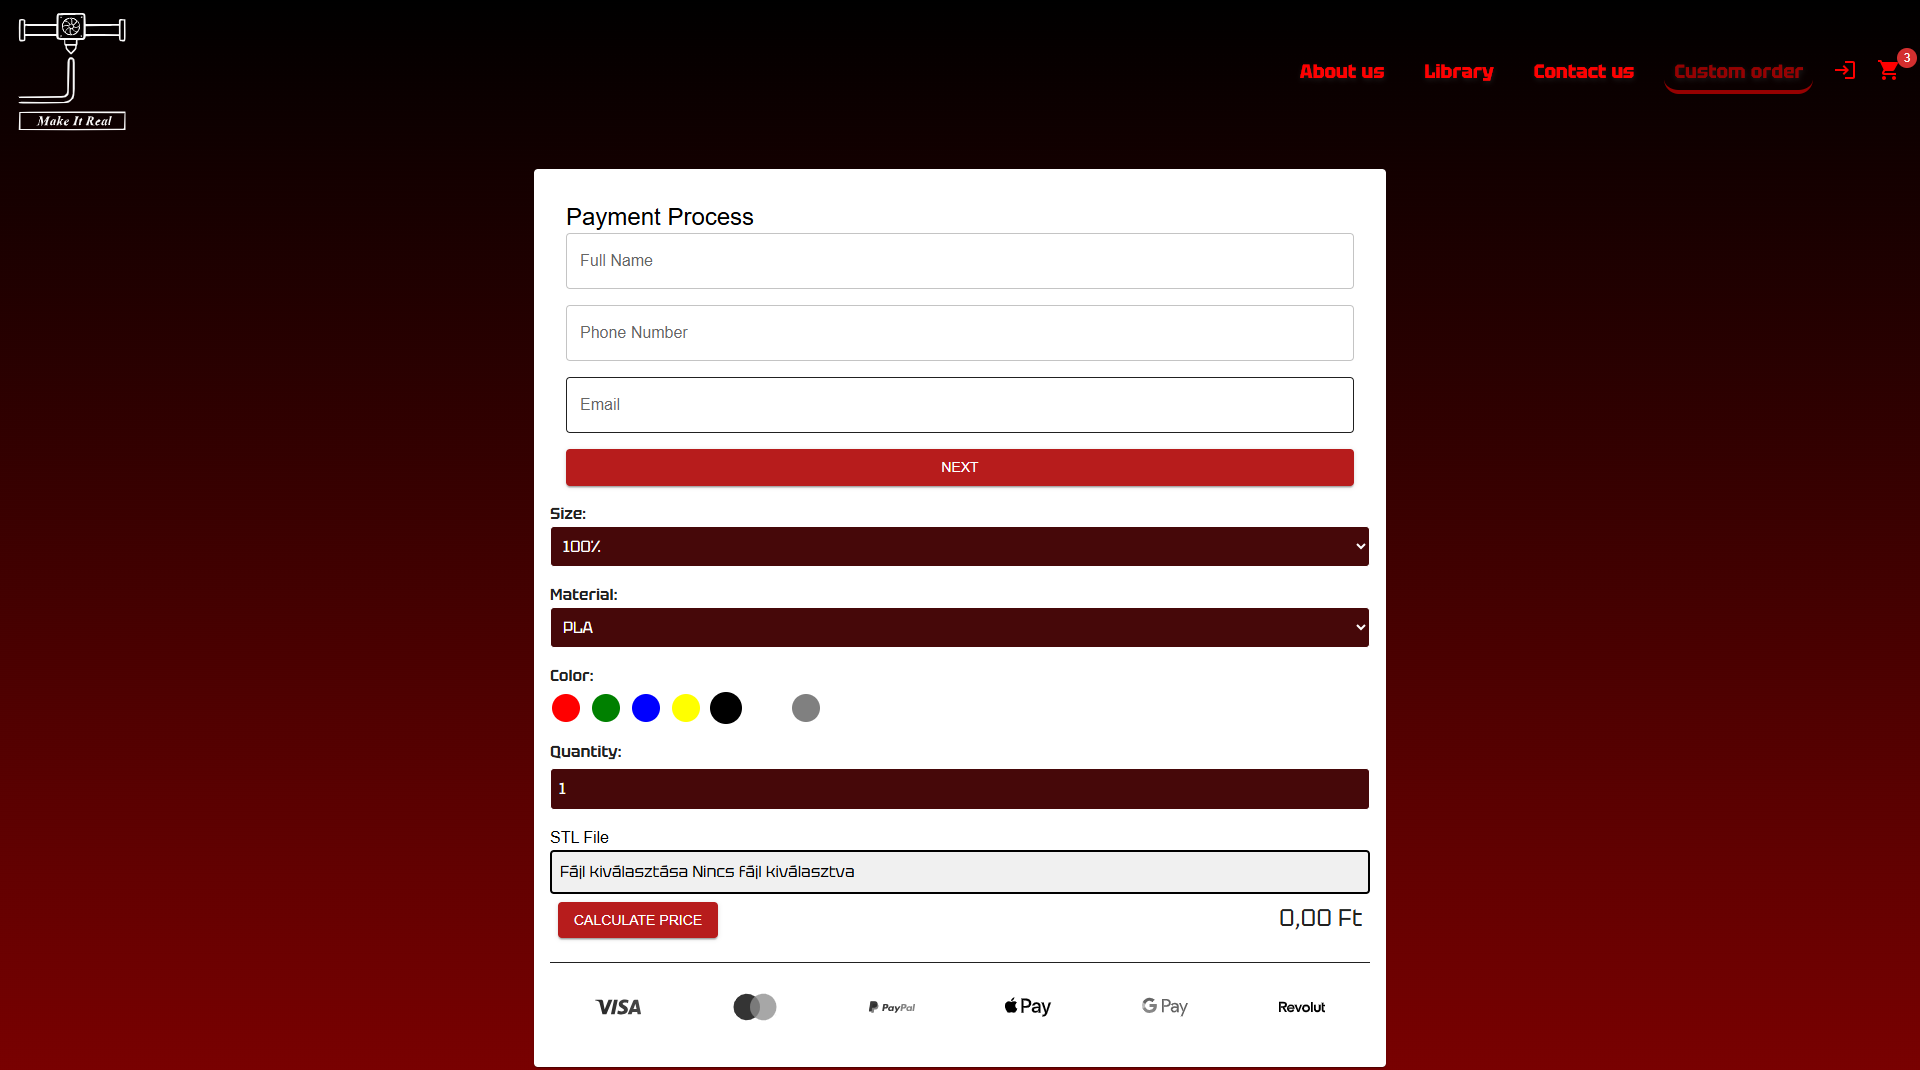 Make It Real
About us
Library
Contact us
Custom order
3
Payment Process
Full Name
Phone Number
Email
NEXT
Size:
100%
Material:
PLA
Color:
Quantity:
1
STL File
Fájl kiválasztása Nincs fájl kiválasztva
CALCULATE PRICE
0,00 Ft
VISA
PayPal
Pay
G Pay
Revolut